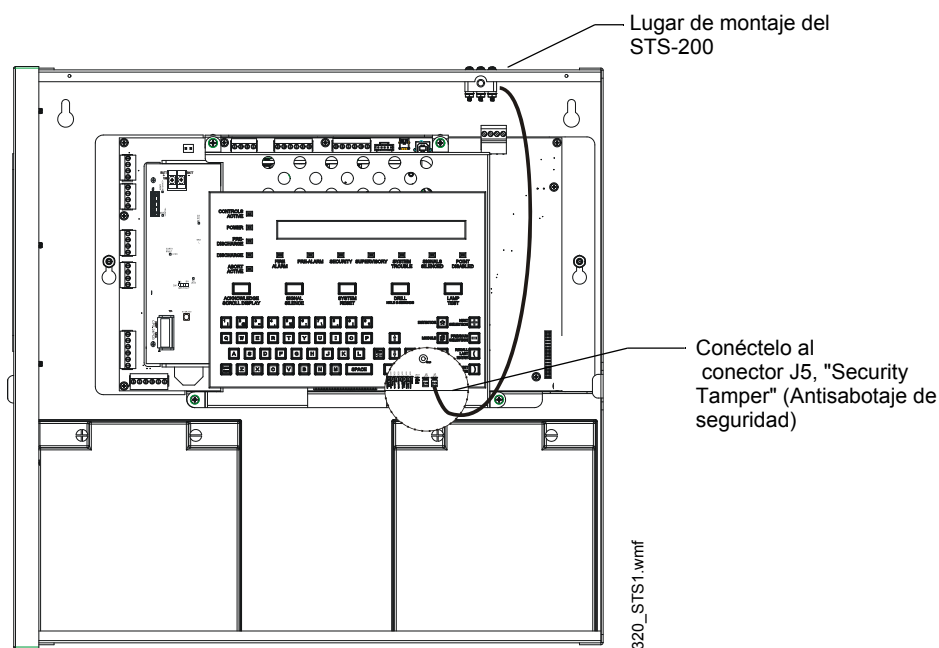 Lugar de montaje del
STS-200
CONTROLS
ACTIVE
POWER
PRE-
DISCHARGE
DISCHARGE
ABORT
ACTIVE
FIRE
ALARM
PRE-ALARM
SECURITY
SUPERVISORY
SYSTEM
TROUBLE
SIGNALS
SILENCED
POINT
DISABLED
ACKNOWLEDGE
SCROLL DISPLAY
SIGNAL
SILENCE
SYSTEM
RESET
DRILL
LAMP
TEST
SPACE
Conéctelo al
conector J5, "Security
Tamper" (Antisabotaje de
seguridad)
320_STS1.wmf